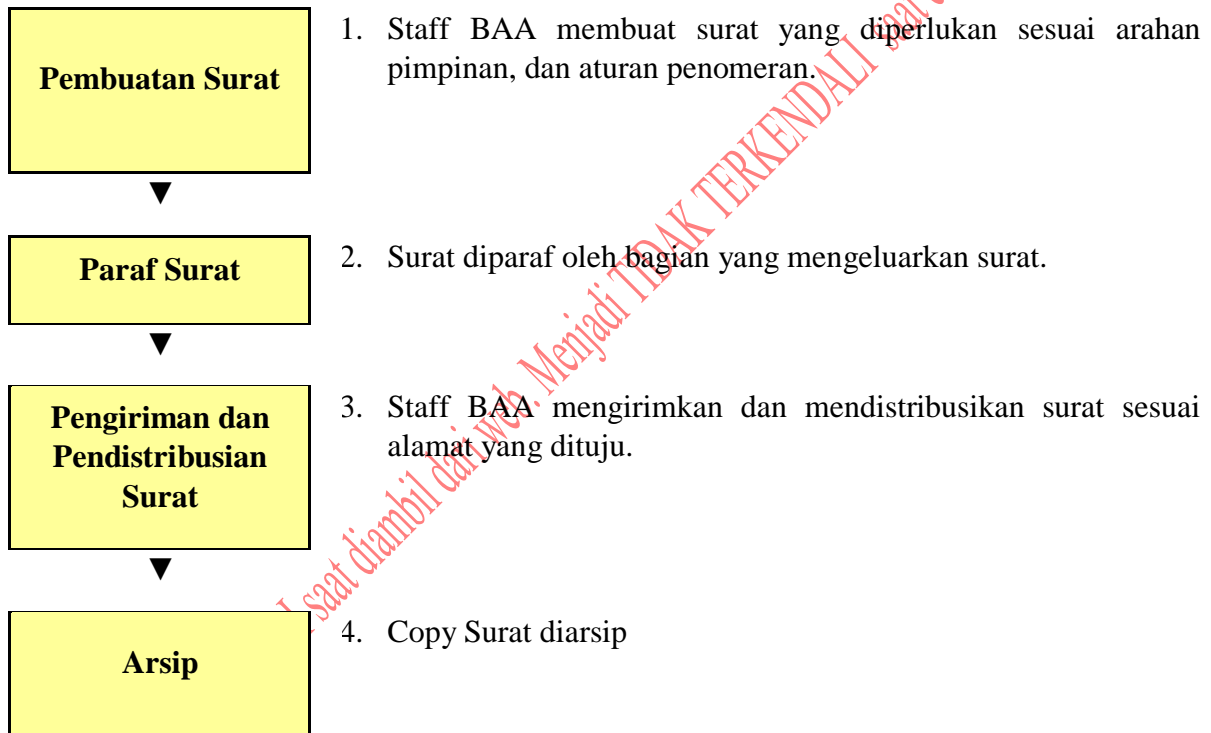 Pembuatan Surat
1. Staff BAA membuat surat yang diperlukan sesuai arahan
pimpinan, dan aturan penomeran.
▼
Paraf Surat
2. Surat diparaf oleh bagian yang mengeluarkan surat.
▼
Pengiriman dan
Pendistribusian
Surat
3. Staff BAA mengirimkan dan mendistribusikan surat sesuai
alamat yang dituju.
▼
Arsip
4. Copy Surat diarsip
saat diambil dari web. Menjadi TIDAK TERKENDALI saat